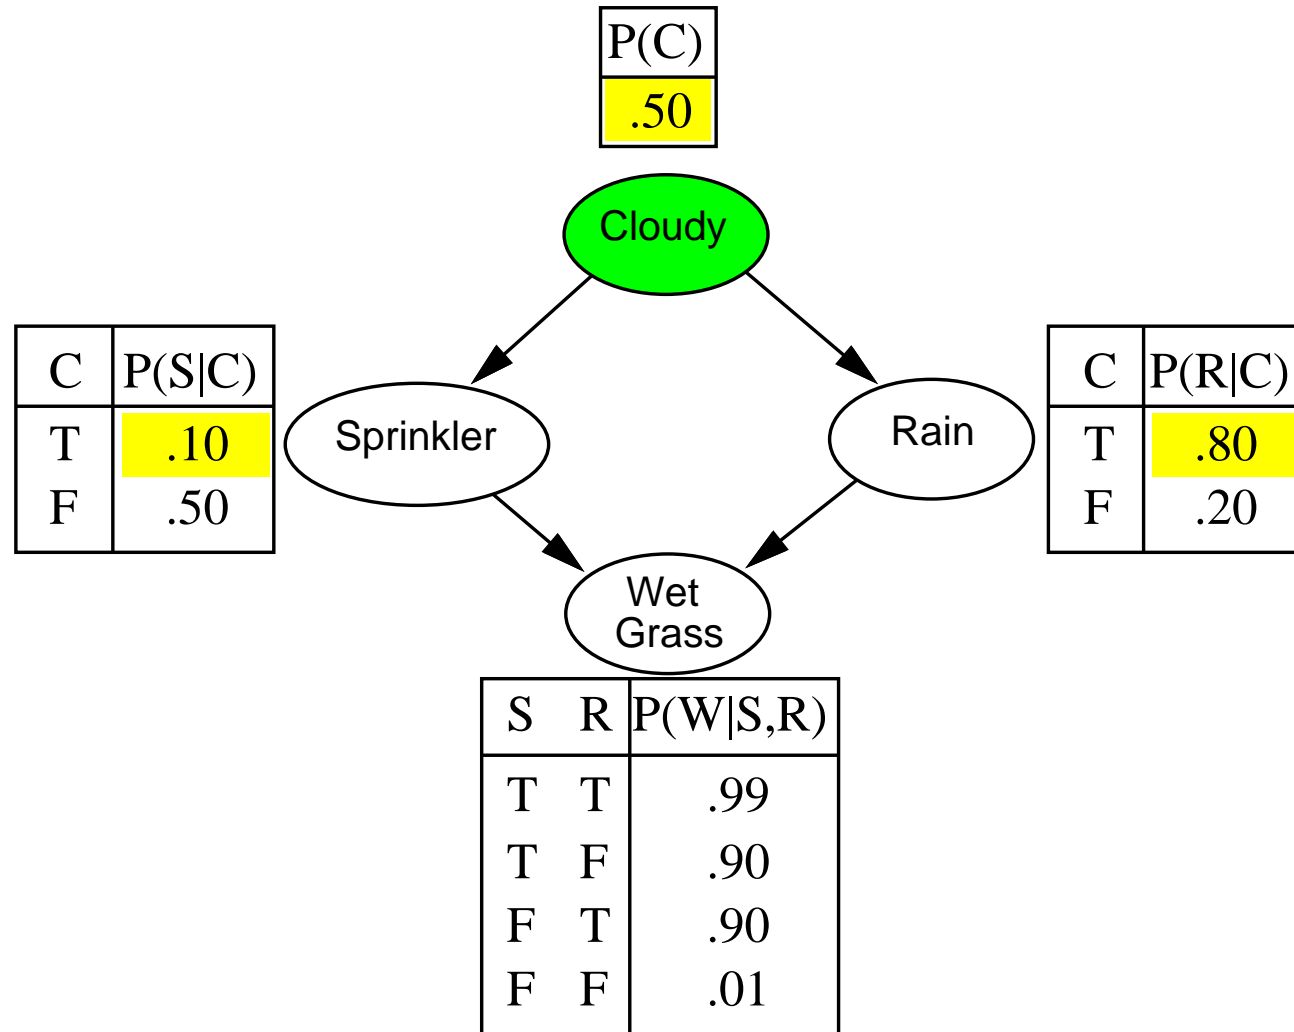 P(C)
.50
Cloudy
C P(S|C)
T .10
F .50
Sprinkler
Rain
C P(R|C)
T .80
F .20
Wet
Grass
S R P(W|S,R)
T T .99
T F .90
F T .90
F F .01